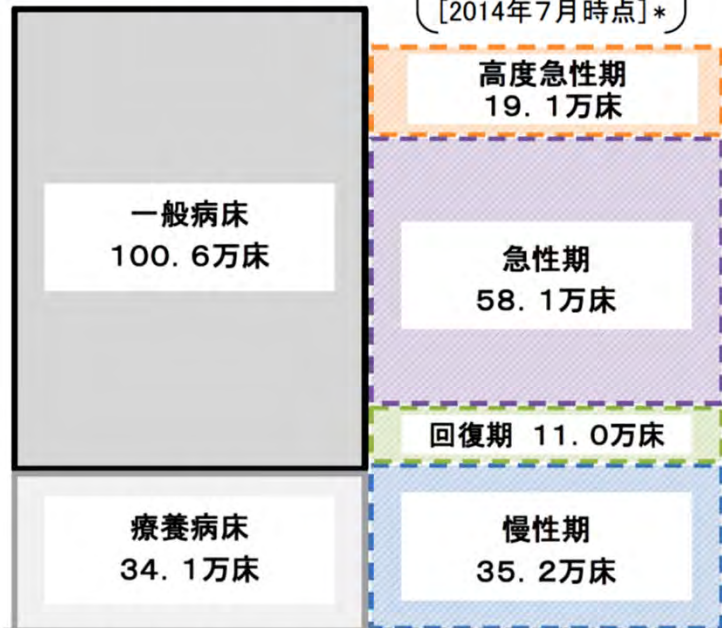 [2014年7月時点]*
高度急性期
19.1万床
一般病床
100.6万床
急性期
58.1万床
回復期 11.0万床
療養病床
34.1万床
慢性期
35.2万床